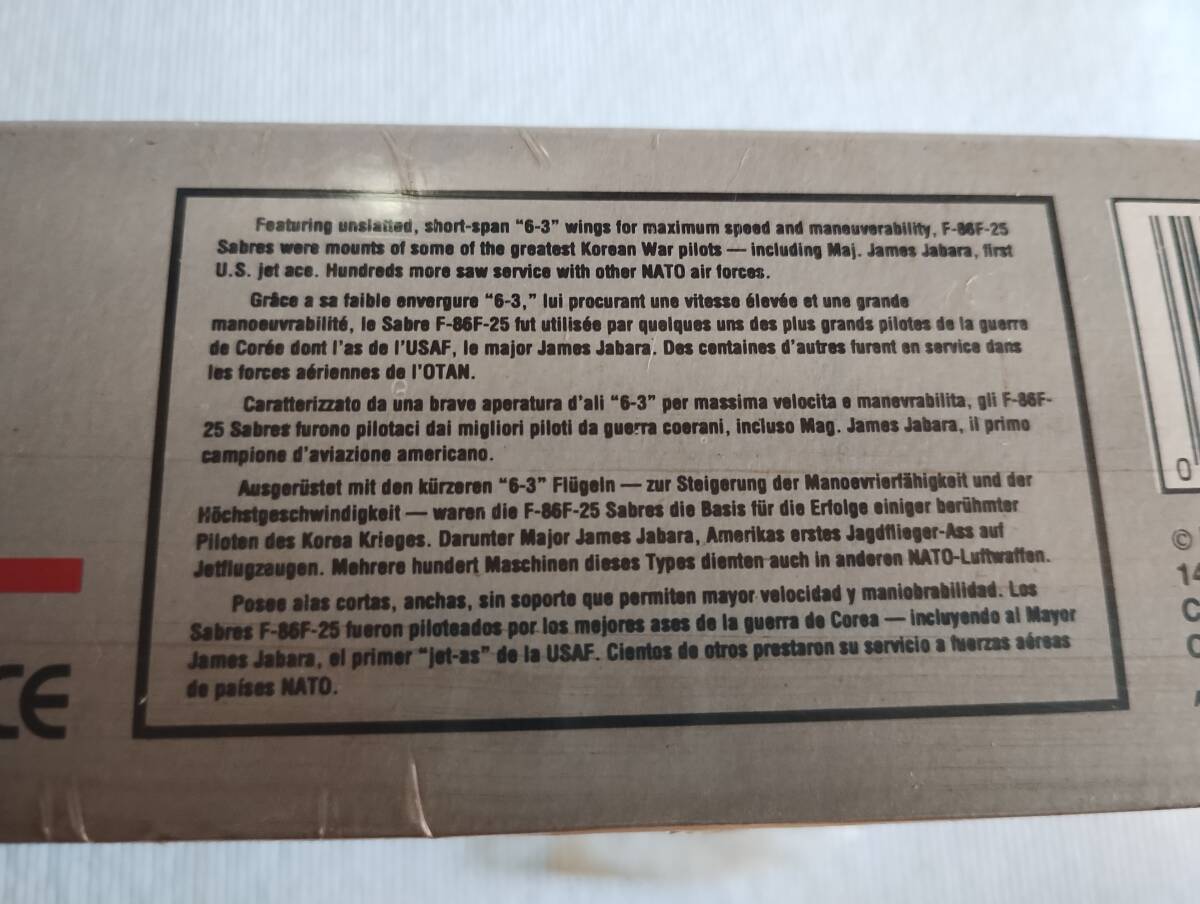 Featuring unslatted, short-span “6-3” wings for maximum speed and maneuverability, F-86F-25
Sabres were mounts of some of the greatest Korean War pilots — including Maj. James Jabara, first
U.S. jet ace. Hundreds more saw service with other NATO air forces.
Grâce a sa faible envergure “6-3,” lui procurant une vitesse élevée et une grande
manoeuvrabilité, le Sabre F-86F-25 fut utilisée par quelques uns des plus grands pilotes de la guerre
de Corée dont l'as de l'USAF, le major James Jabara. Des centaines d'autres furent en service dans
les forces aériennes de l'OTAN.
Caratterizzato da una brave aperatura d'ali “6-3” per massima velocita e manevrabilita, gli F-86F-
25 Sabres furono pilotaci dai migliori piloti da guerra coerani, incluso Mag. James Jabara, il primo
campione d'aviazione americano.
Ausgerüstet mit den kürzeren “6-3” Flügeln — zur Steigerung der Manoevrierfähigkeit und der
Höchstgeschwindigkeit — waren die F-86F-25 Sabres die Basis für die Erfolge einiger berühmter
Piloten des Korea Krieges. Darunter Major James Jabara, Amerikas erstes Jagdflieger-Ass auf
Jetflugzeugen. Mehrere hundert Maschinen dieses Types dienten auch in anderen NATO-Luftwaffen.
Posee alas cortas, anchas, sin soporte que permiten mayor velocidad y maniobrabilidad. Los
Sabres F-86F-25 fueron piloteados por los mejores ases de la guerra de Corea — incluyendo al Mayor
James Jabara, el primer “jet-as” de la USAF. Cientos de otros prestaron su servicio a fuerzas aéreas
de países NATO.
CE
0
©
14
C